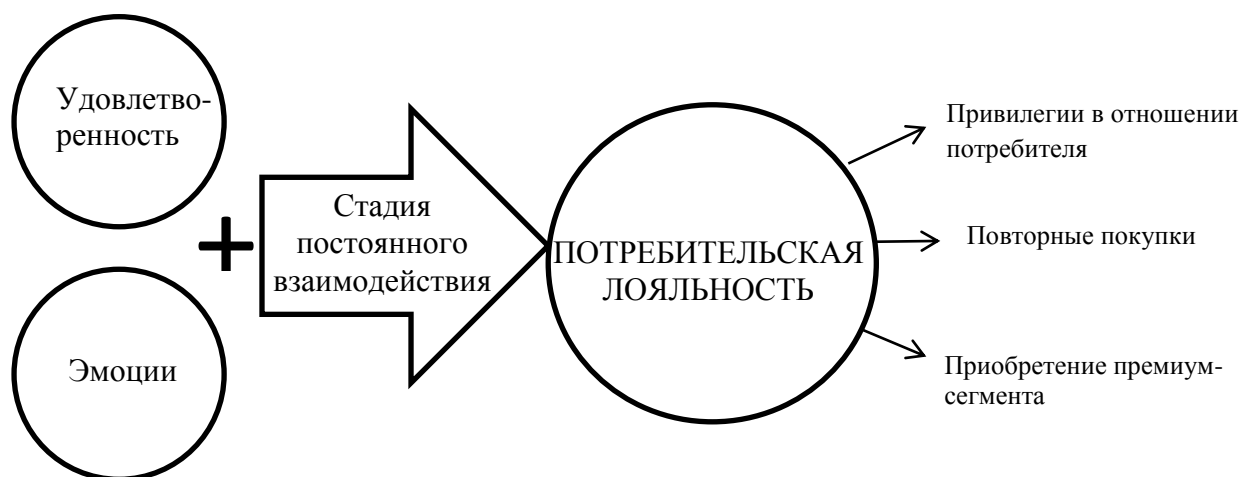 Удовлетво-
ренность
Эмоции
+
Стадия
постоянного
взаимодействия
ПОТРЕБИТЕЛЬСКАЯ
ЛОЯЛЬНОСТЬ
Привилегии в отношении
потребителя
Повторные покупки
Приобретение премиум-
сегмента